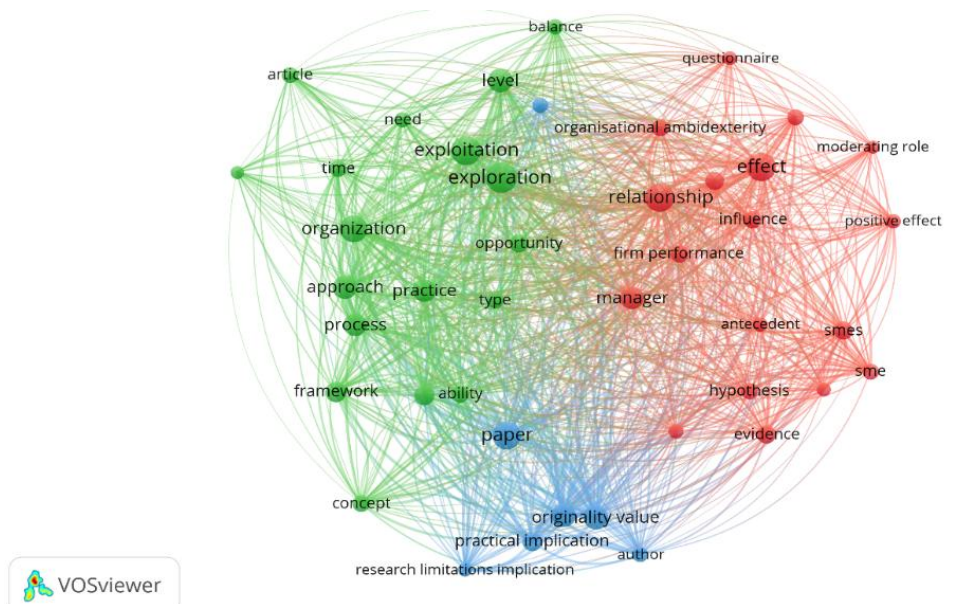 balance
questionnaire
article
level
need
organisational ambidexterity
moderating role
exploitation
time
effect
exploration
relationship
influence
positive effect
organization
opportunity
firm performance
approach
practice
type
manager
process
antecedent
smes
sme
framework
ability
hypothesis
paper
evidence
concept
originality value
practical implication
author
research limitations implication
VOSviewer